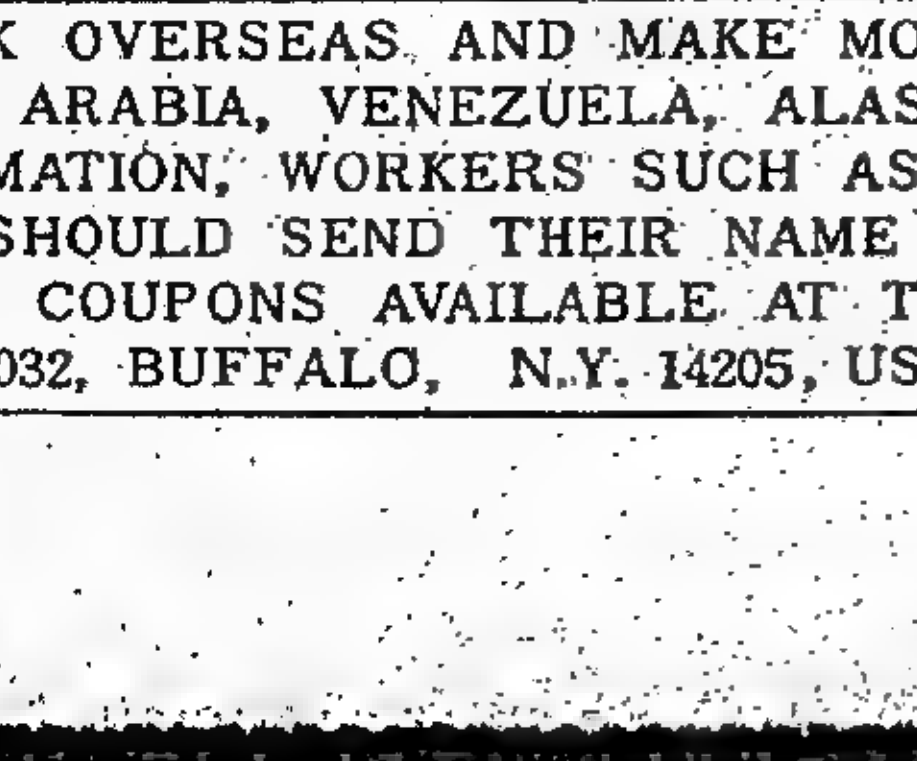 K OVERSEAS AND MAKE MO
ARABIA, VENEZUELA, ALAS
MATION, WORKERS SUCH AS
SHOULD SEND THEIR NAME
COUPONS AVAILABLE AT T
032, BUFFALO, N.Y. 14205, US